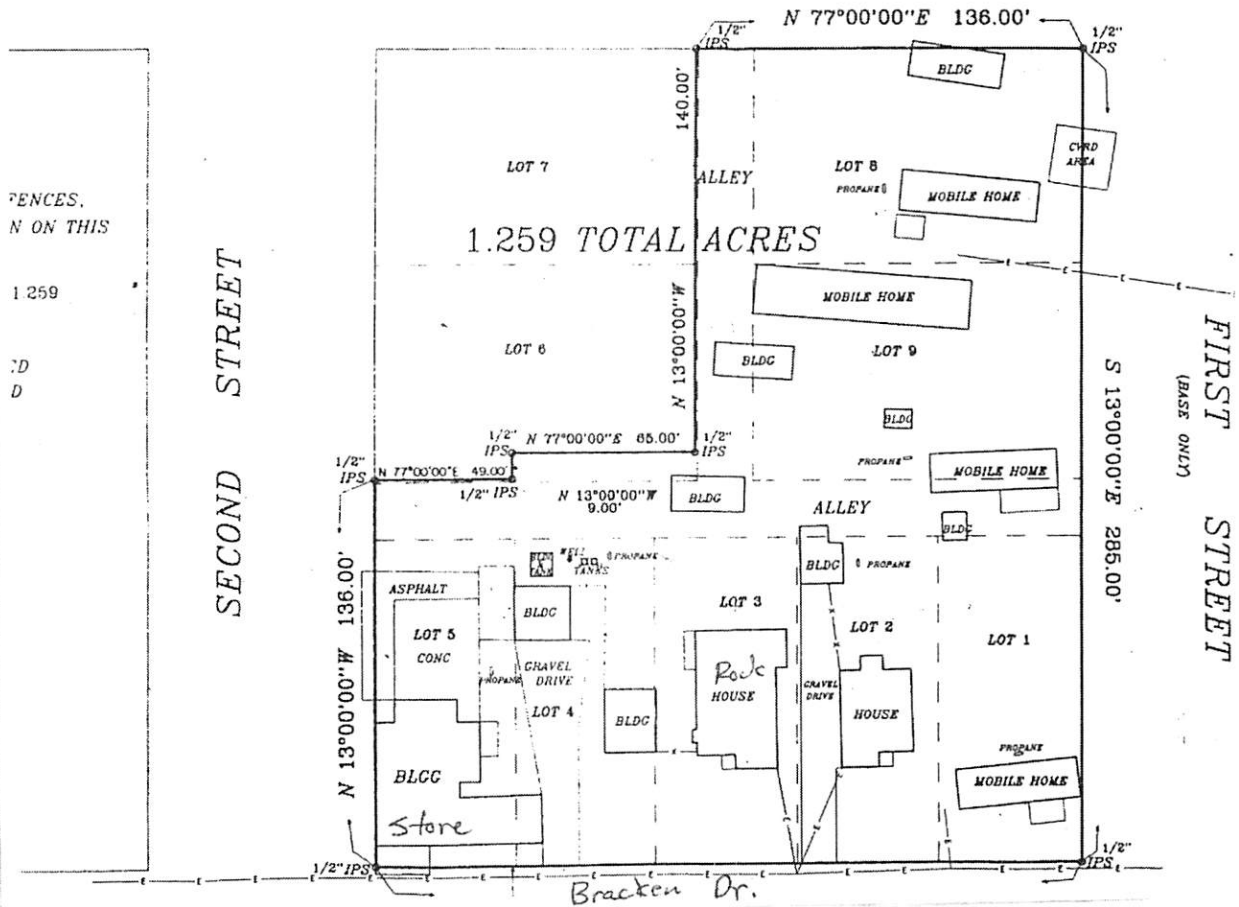 N 77°00'00"E 136.00'
1/2"
IPS
1/2"
IPS
BLDG
140.00'
CVRD
AREA
LOT 7
LOT 8
ALLEY
PROPANE
MOBILE HOME
FENCES,
N ON THIS
1.259 TOTAL ACRES
1.259
MOBILE HOME
SECOND STREET
FIRST STREET
(BASE ONLY)
LOT 6
BLDG
LOT 9
N 13°00'00"W
S 13°00'00"E 285.00'
D
BLDG
1/2"
IPS
N 77°00'00"E 65.00'
1/2"
IPS
PROPANE
MOBILE HOME
1/2"
IPS
N 77°00'00"E 49.00'
1/2" IPS
N 13°00'00"W
9.00'
BLDG
ALLEY
BLDG
WELL
TANKS
PROPANE
BLDG
PROPANE
N 13°00'00"W 136.00'
ASPHALT
BLDG
LOT 3
LOT 2
LOT 1
LOT 5
CONC
GRAVEL
DRIVE
PROPANE
Rock
HOUSE
GRAVEL
DRIVE
LOT 4
BLDG
HOUSE
PROPANE
BLGG
MOBILE HOME
Store
1/2" IPS
1/2"
IPS
Bracken Dr.